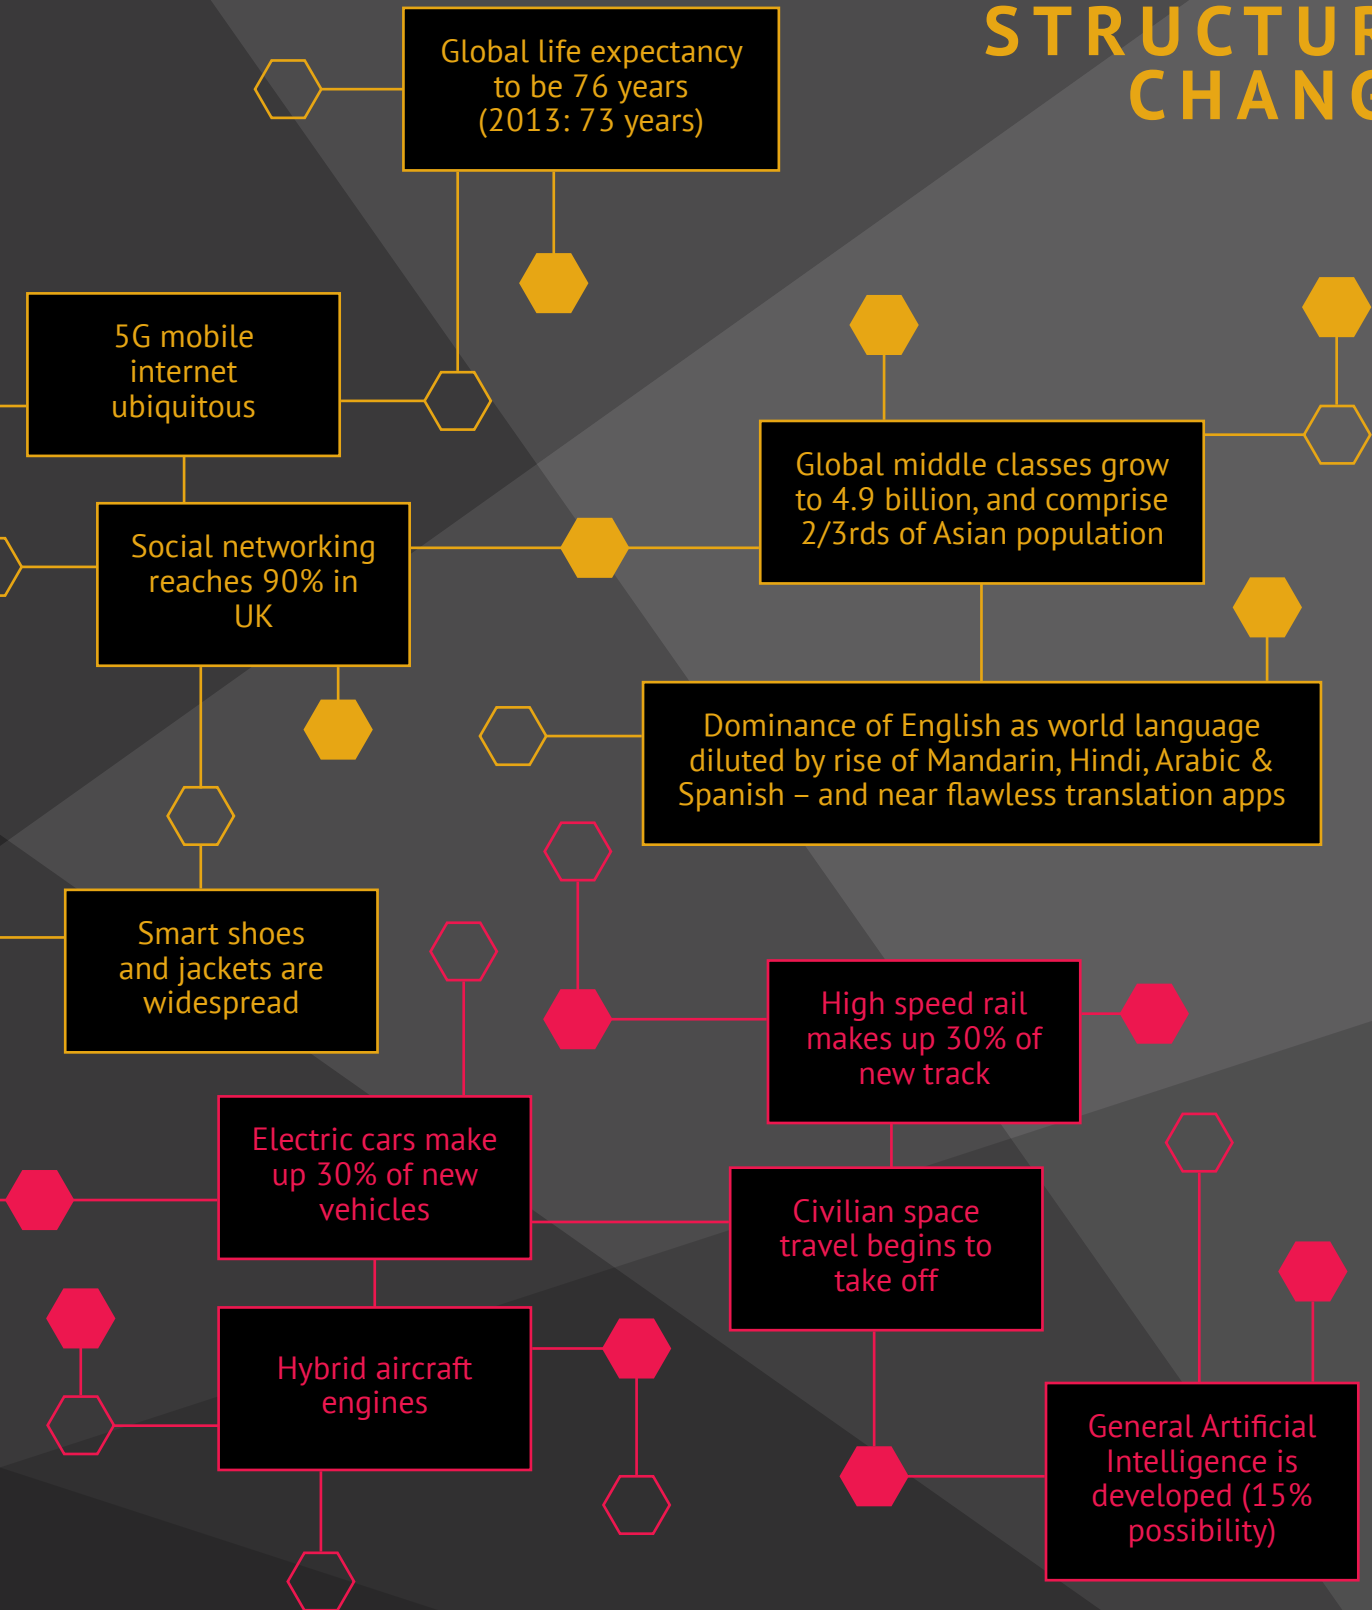 STRUCTUR
CHANG
Global life expectancy
to be 76 years
(2013: 73 years)
5G mobile
internet
ubiquitous
Global middle classes grow
to 4.9 billion, and comprise
2/3rds of Asian population
Social networking
reaches 90% in
UK
Dominance of English as world language
diluted by rise of Mandarin, Hindi, Arabic &
Spanish – and near flawless translation apps
Smart shoes
and jackets are
widespread
High speed rail
makes up 30% of
new track
Electric cars make
up 30% of new
vehicles
Civilian space
travel begins to
take off
Hybrid aircraft
engines
General Artificial
Intelligence is
developed (15%
possibility)